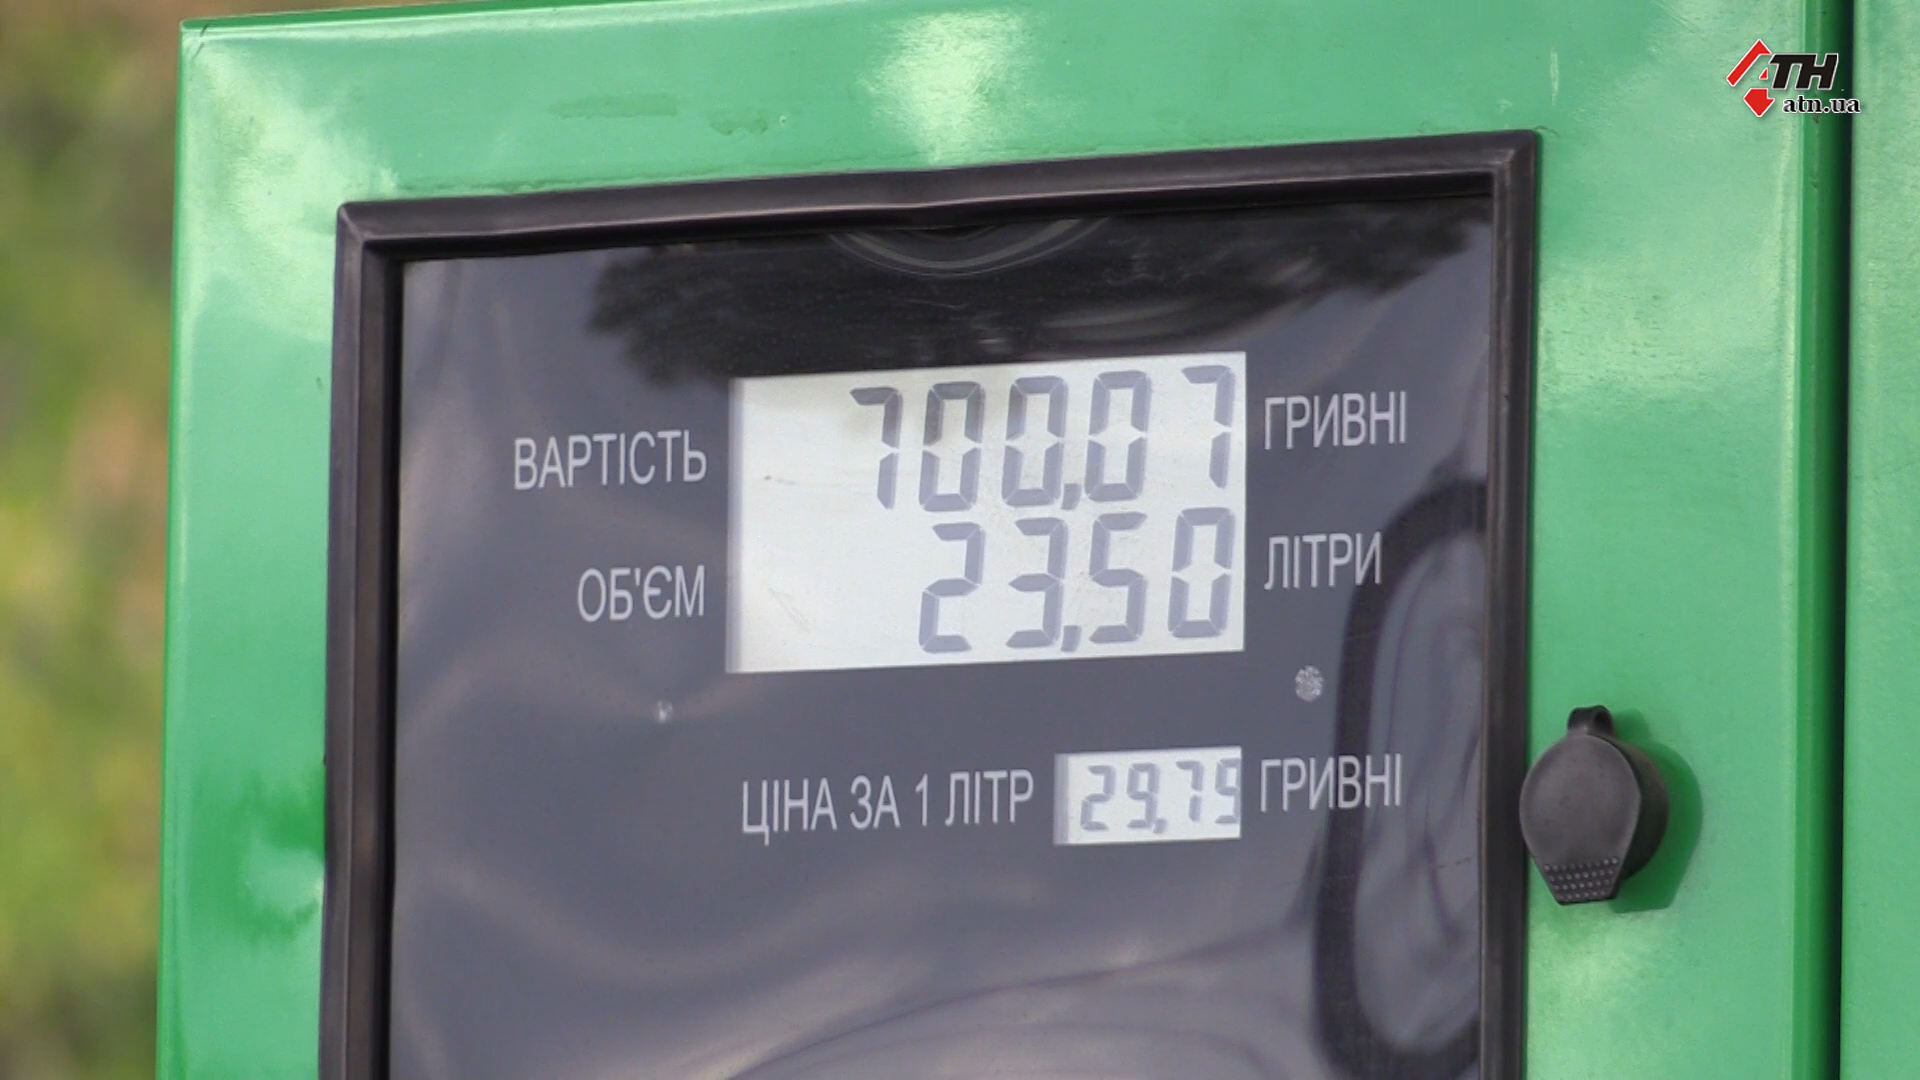 АТН
atn.ua
ВАРТІСТЬ 700,07 ГРИВНІ
ОБ'ЄМ 23,50 ЛІТРИ
ЦІНА ЗА 1 ЛІТР 29,79 ГРИВНІ